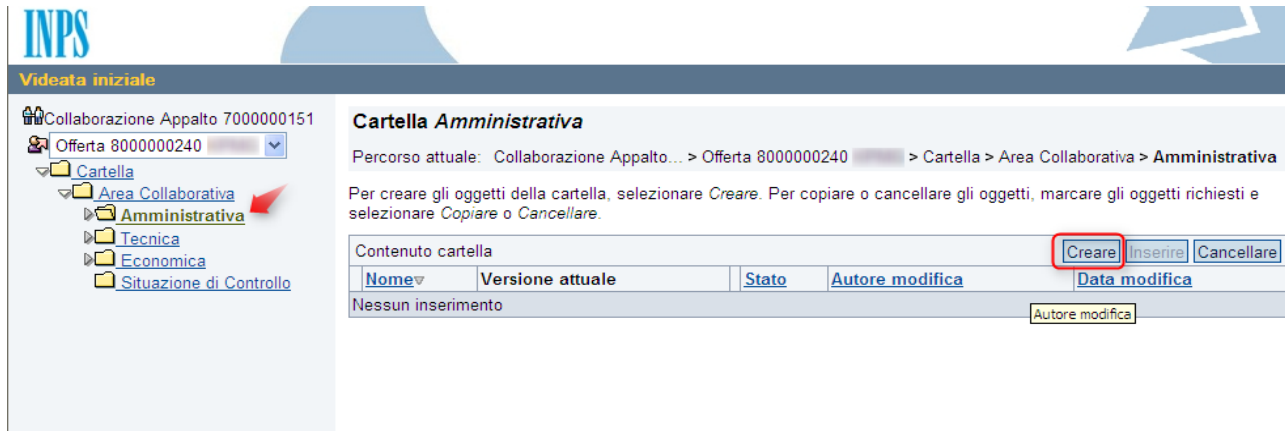 INPS
Videata iniziale
Collaborazione Appalto 7000000151
Offerta 8000000240
Cartella
Area Collaborativa
Amministrativa
Tecnica
Economica
Situazione di Controllo
Cartella Amministrativa
Percorso attuale: Collaborazione Appalto... > Offerta 8000000240 > Cartella > Area Collaborativa > Amministrativa
Per creare gli oggetti della cartella, selezionare Creare. Per copiare o cancellare gli oggetti, marcare gli oggetti richiesti e
selezionare Copiare o Cancellare.
Contenuto cartella Creare Inserire Cancellare
Nome Versione attuale Stato Autore modifica Data modifica
Nessun inserimento
Autore modifica